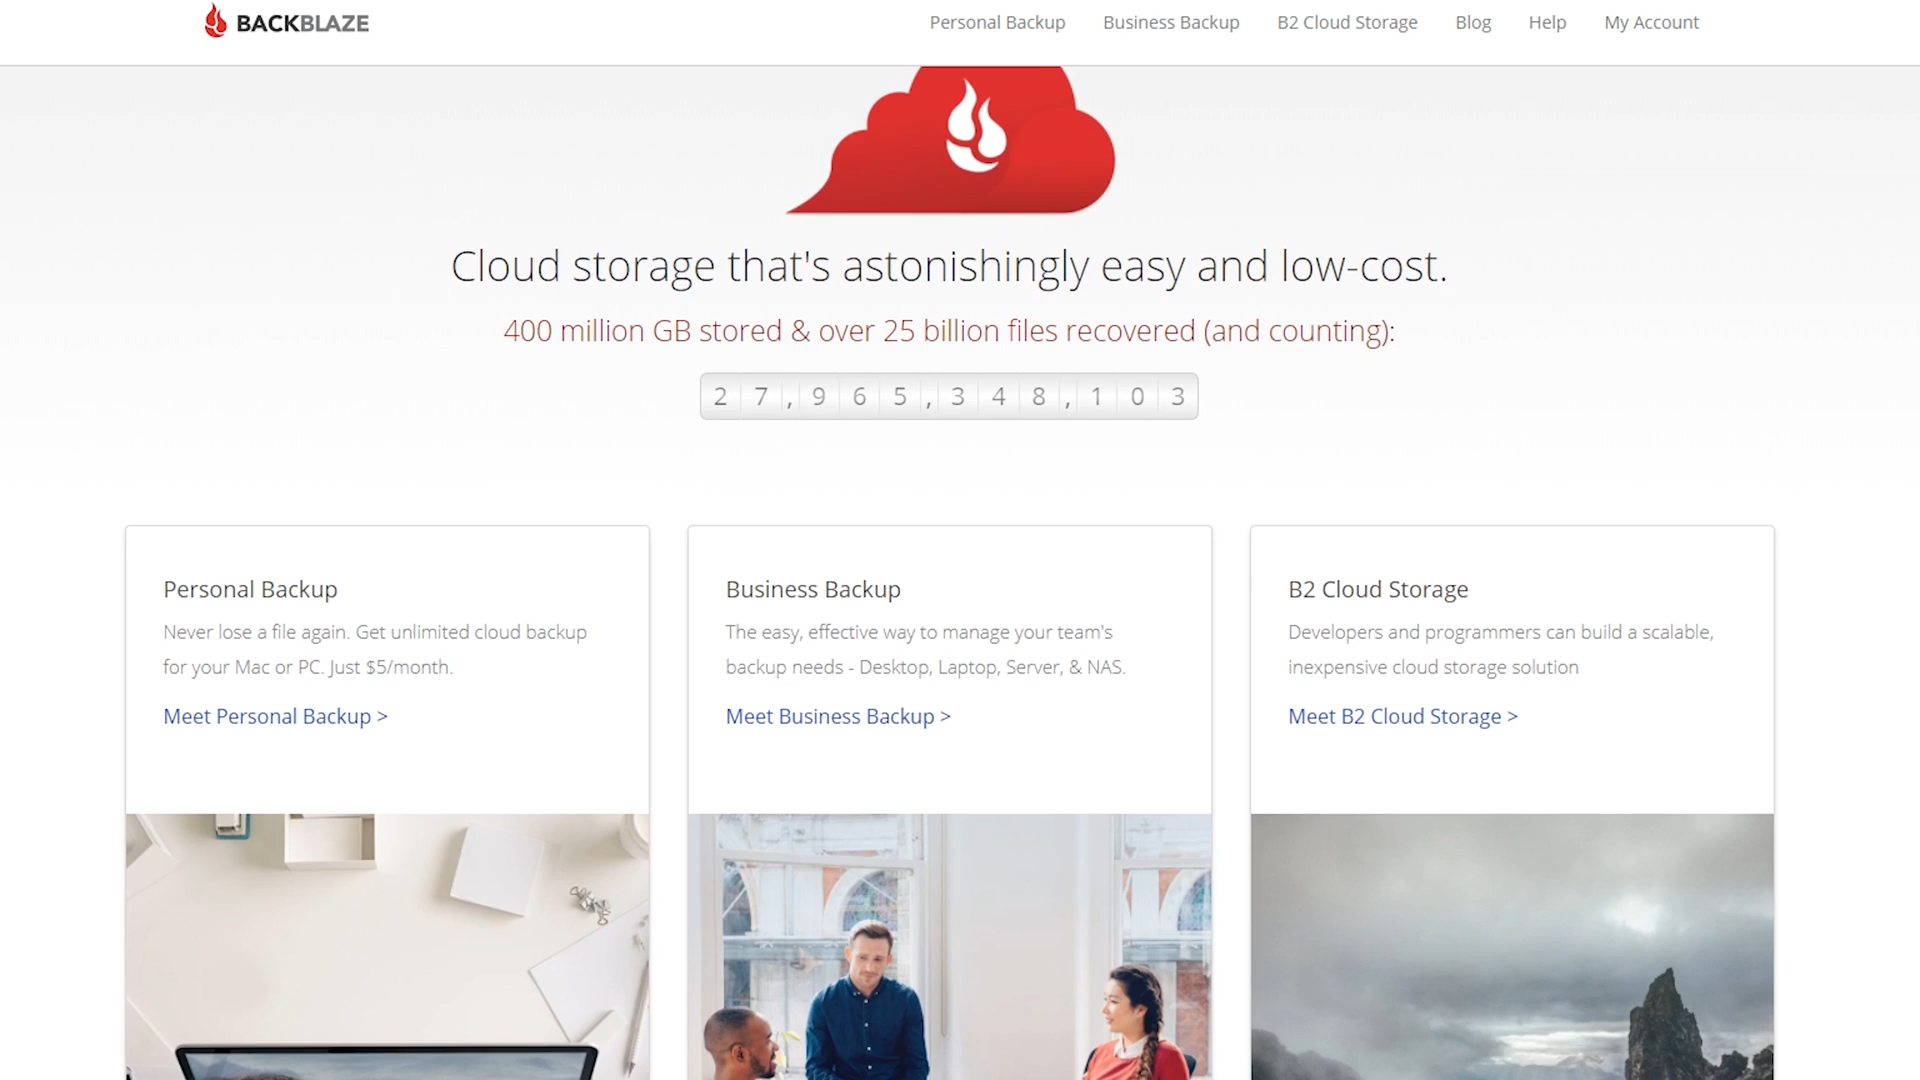 BACKBLAZE
Personal Backup
Business Backup
B2 Cloud Storage
Blog
Help
My Account
Cloud storage that's astonishingly easy and low-cost.
400 million GB stored & over 25 billion files recovered (and counting):
27,965,348,103
Personal Backup
Never lose a file again. Get unlimited cloud backup
for your Mac or PC. Just $5/month.
Meet Personal Backup >
Business Backup
The easy, effective way to manage your team's
backup needs - Desktop, Laptop, Server, & NAS.
Meet Business Backup >
B2 Cloud Storage
Developers and programmers can build a scalable,
inexpensive cloud storage solution
Meet B2 Cloud Storage >